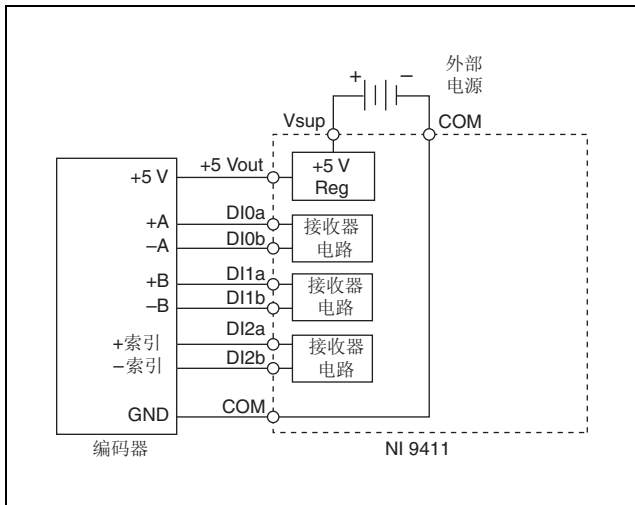 外部
电源
+ −
Vsup COM
+5 V +5 Vout +5 V
Reg
+A DI0a 接收器
−A DI0b 电路
+B DI1a 接收器
−B DI1b 电路
+索引 DI2a 接收器
−索引 DI2b 电路
GND COM
编码器 NI 9411